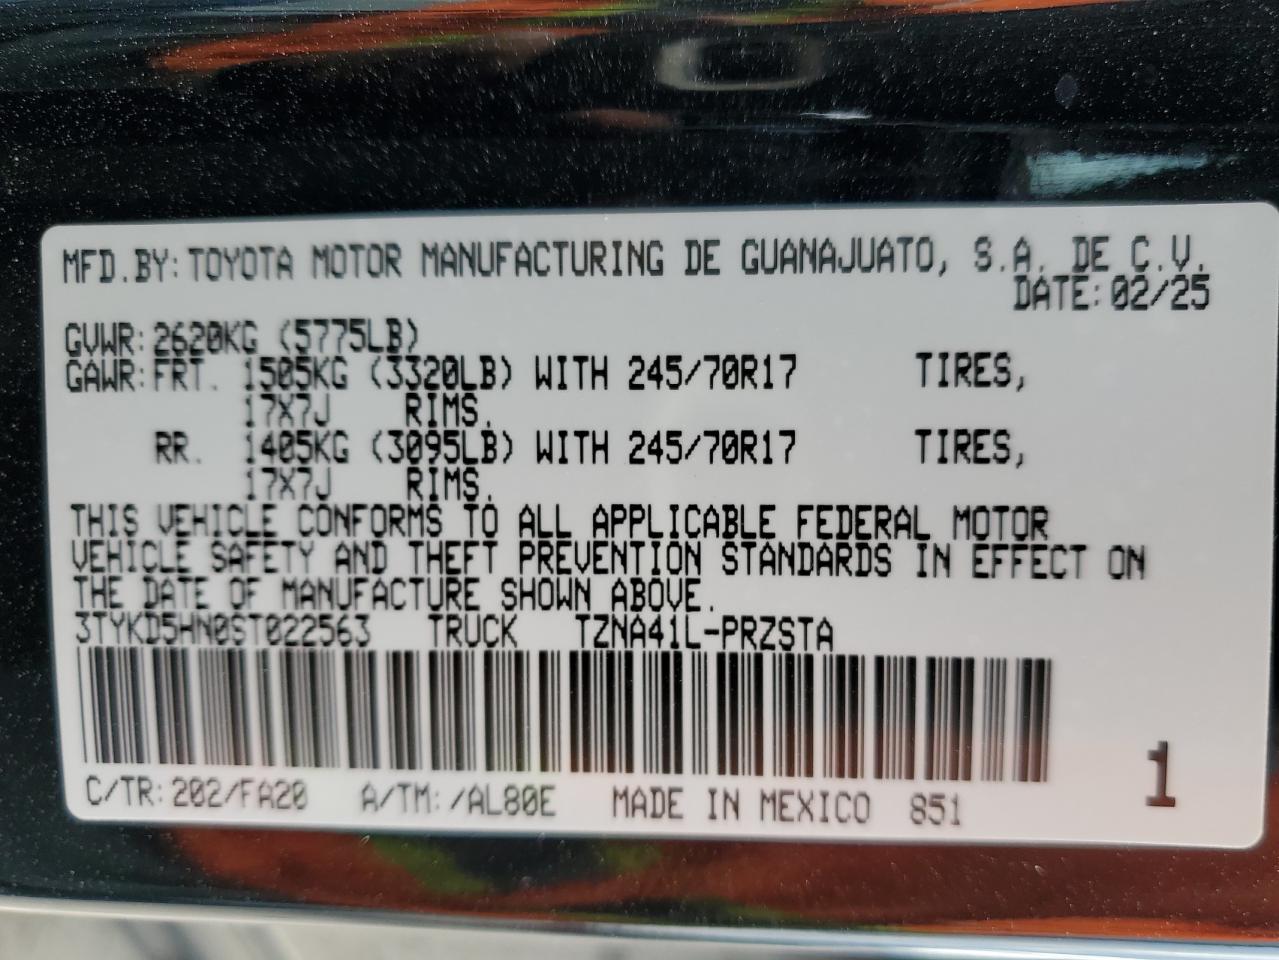 MFD.BY: TOYOTA MOTOR MANUFACTURING DE GUANAJUATO, S.A. DE C.V.
DATE: 02/25
GVWR: 2620KG (5775LB)
GAWR: FRT. 1505KG (3320LB) WITH 245/70R17 TIRES,
17X7J RIMS.
RR. 1405KG (3095LB) WITH 245/70R17 TIRES,
17X7J RIMS.
THIS VEHICLE CONFORMS TO ALL APPLICABLE FEDERAL MOTOR
VEHICLE SAFETY AND THEFT PREVENTION STANDARDS IN EFFECT ON
THE DATE OF MANUFACTURE SHOWN ABOVE.
3TYKD5HN0ST022563 TRUCK TZNA41L-PRZSTA
C/TR: 202/FA20 A/TM: /AL80E MADE IN MEXICO 851
1